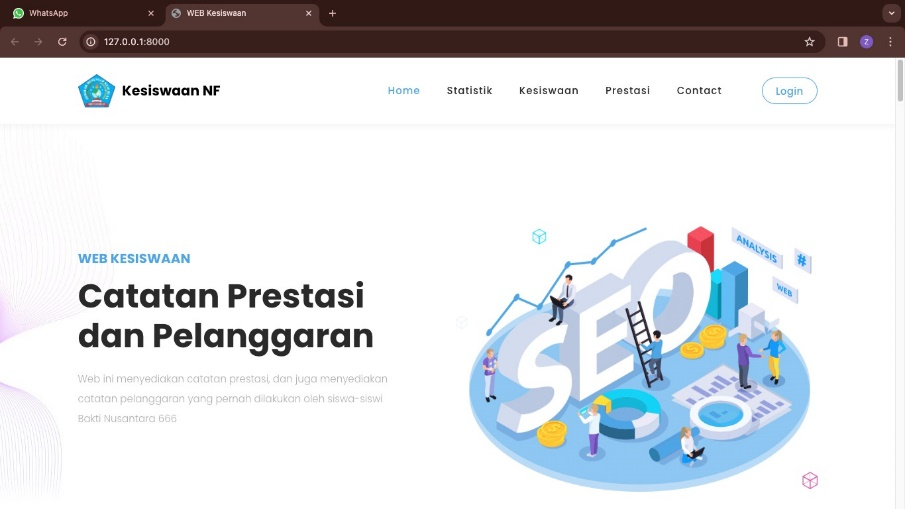 WhatsApp
WEB Kesiswaan
127.0.0.1:8000
Z
Kesiswaan NF
Home
Statistik
Kesiswaan
Prestasi
Contact
Login
WEB KESISWAAN
Catatan Prestasi
dan Pelanggaran
Web ini menyediakan catatan prestasi, dan juga menyediakan
catatan pelanggaran yang pernah dilakukan oleh siswa-siswi
Bakti Nusantara 666
SEO
ANALYSIS
#
WEB